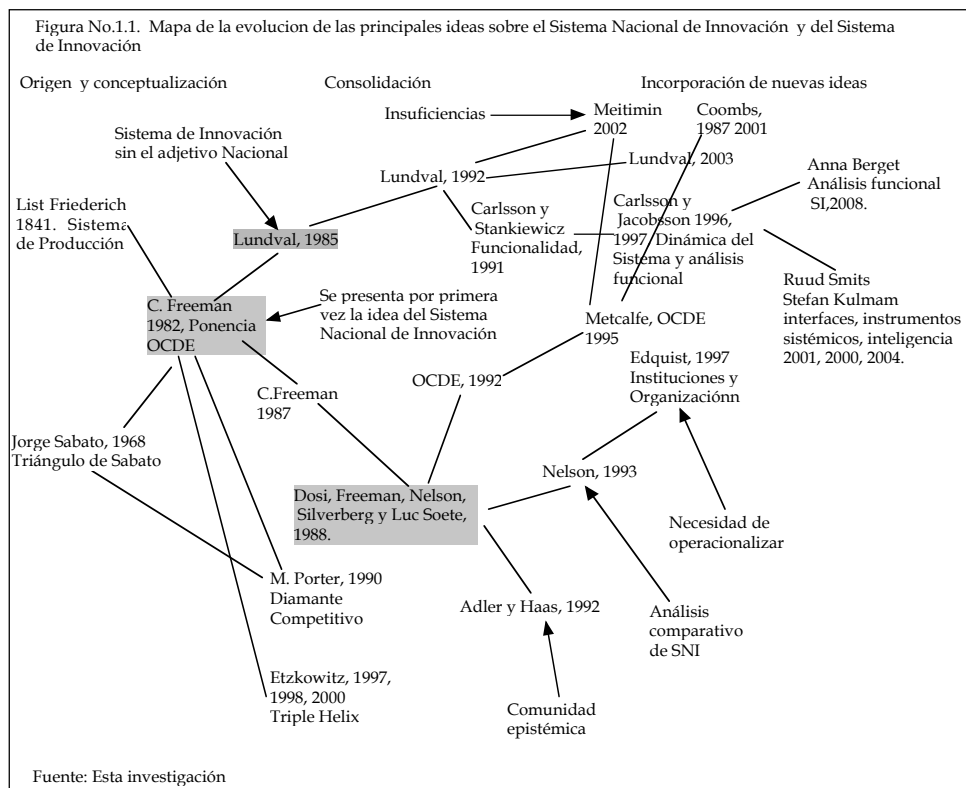 Figura No.1.1. Mapa de la evolucion de las principales ideas sobre el Sistema Nacional de Innovación y del Sistema
de Innovación
Origen y conceptualización
Consolidación
Incorporación de nuevas ideas
Insuficiencias
Meitimin
2002
Coombs,
1987 2001
Sistema de Innovación
sin el adjetivo Nacional
Lundval, 1992
Lundval, 2003
Anna Berget
Análisis funcional
SI,2008.
List Friederich
1841. Sistema
de Producción
Lundval, 1985
Carlsson y
Stankiewicz
Funcionalidad,
1991
Carlsson y
Jacobsson 1996,
1997, Dinámica del
Sistema y análisis
funcional
Ruud Smits
Stefan Kulmam
interfaces, instrumentos
sistémicos, inteligencia
2001, 2000, 2004.
C. Freeman
1982, Ponencia
OCDE
Se presenta por primera
vez la idea del Sistema
Nacional de Innovación
Metcalfe, OCDE
1995
C.Freeman
1987
OCDE, 1992
Edquist, 1997
Instituciones y
Organizaciónn
Jorge Sabato, 1968
Triángulo de Sabato
Dosi, Freeman, Nelson,
Silverberg y Luc Soete,
1988.
Nelson, 1993
Necesidad de
operacionalizar
M. Porter, 1990
Diamante
Competitivo
Adler y Haas, 1992
Análisis
comparativo
de SNI
Etzkowitz, 1997,
1998, 2000
Triple Helix
Comunidad
epistémica
Fuente: Esta investigación